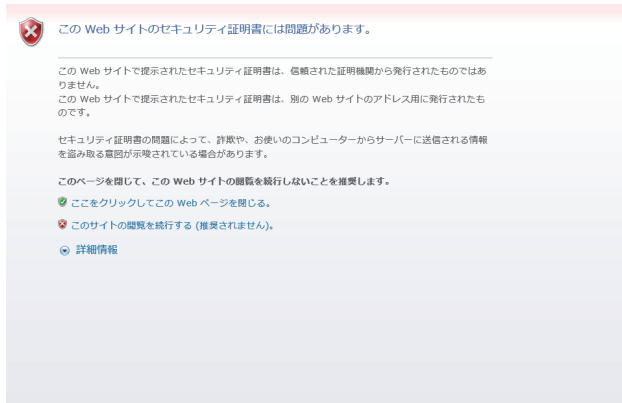 この Web サイトのセキュリティ証明書には問題があります。
この Web サイトで提示されたセキュリティ証明書は、信頼された証明機関から発行されたものではあ
りません。
この Web サイトで提示されたセキュリティ証明書は、別の Web サイトのアドレス用に発行されたも
のです。
セキュリティ証明書の問題によって、詐欺や、お使いのコンピューターからサーバーに送信される情報
を盗み取る意図が示唆されている場合があります。
このページを閉じて、この Web サイトの閲覧を続行しないことを推奨します。
ここをクリックしてこの Web ページを閉じる。
このサイトの閲覧を続行する (推奨されません)。
詳細情報